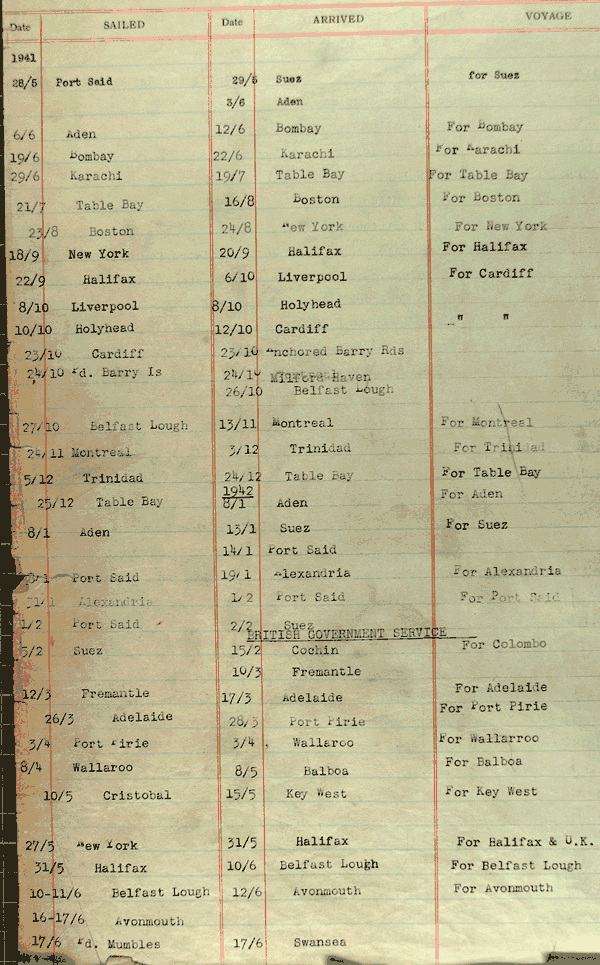 Date SAILED Date ARRIVED VOYAGE
1941
28/5 Port Said 29/5 Suez for Suez
3/6 Aden
6/6 Aden 12/6 Bombay For Bombay
19/6 Bombay 22/6 Karachi For Karachi
29/6 Karachi 19/7 Table Bay For Table Bay
21/7 Table Bay 16/8 Boston For Boston
23/8 Boston 24/8 New York For New York
18/9 New York 20/9 Halifax For Halifax
22/9 Halifax 6/10 Liverpool For Cardiff
8/10 Liverpool 8/10 Holyhead
10/10 Holyhead 12/10 Cardiff " "
23/10 Cardiff 23/10 Anchored Barry Rds
24/10 Barry Is 24/10 Milford Haven
26/10 Belfast Lough
27/10 Belfast Lough 13/11 Montreal For Montreal
24/11 Montreal 3/12 Trinidad For Trinidad
5/12 Trinidad 24/12 Table Bay For Table Bay
1942
25/12 Table Bay 8/1 Aden For Aden
8/1 Aden 13/1 Suez For Suez
14/1 Port Said
Port Said 19/1 Alexandria For Alexandria
31/1 Alexandria 1/2 Port Said For Port Said
1/2 Port Said 2/2 Suez
BRITISH GOVERNMENT SERVICE
5/2 Suez 15/2 Cochin For Colombo
10/3 Fremantle
12/3 Fremantle 17/3 Adelaide For Adelaide
26/3 Adelaide 28/3 Port Pirie For Port Pirie
3/4 Port Pirie 3/4 Wallaroo For Wallarroo
8/4 Wallaroo 8/5 Balboa For Balboa
10/5 Cristobal 15/5 Key West For Key West
27/5 New York 31/5 Halifax For Halifax & U.K.
31/5 Halifax 10/6 Belfast Lough For Belfast Lough
10-11/6 Belfast Lough 12/6 Avonmouth For Avonmouth
16-17/6 Avonmouth
17/6 Mumbles 17/6 Swansea